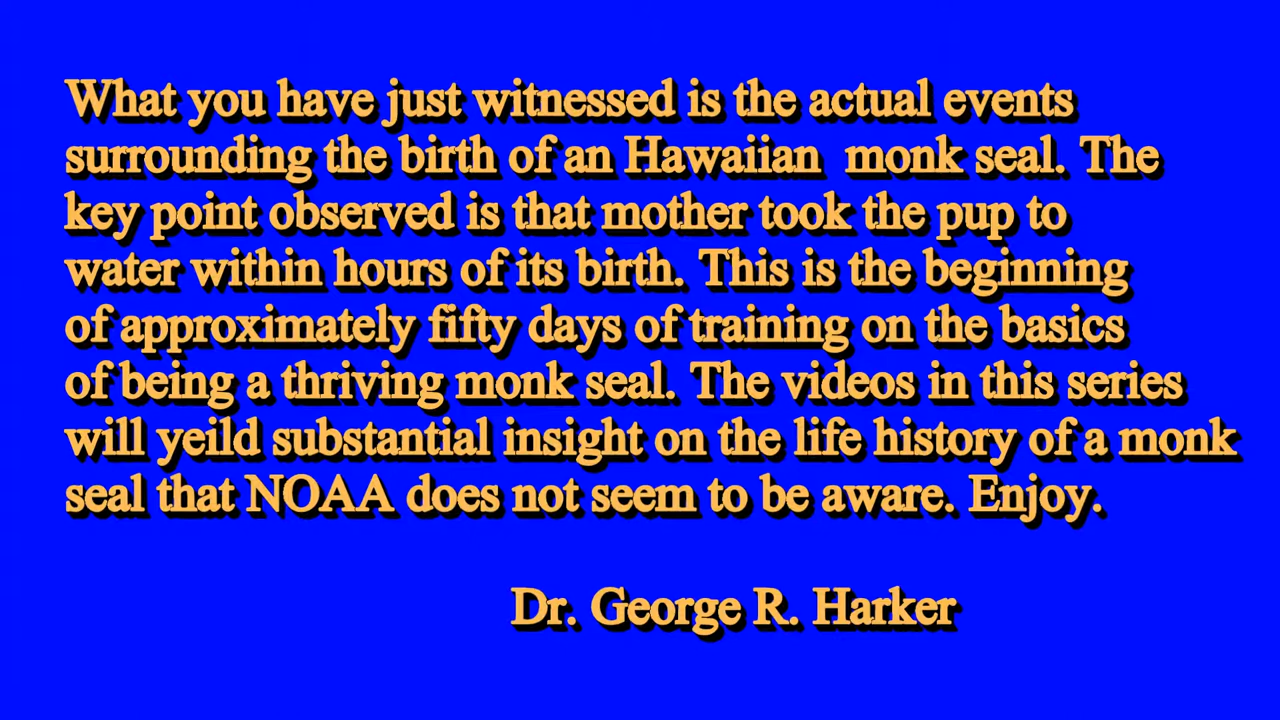 What you have just witnessed is the actual events
surrounding the birth of an Hawaiian  monk seal. The
key point observed is that mother took the pup to
water within hours of its birth. This is the beginning
of approximately fifty days of training on the basics
of being a thriving monk seal. The videos in this series
will yeild substantial insight on the life history of a monk
seal that NOAA does not seem to be aware. Enjoy.
Dr. George R. Harker